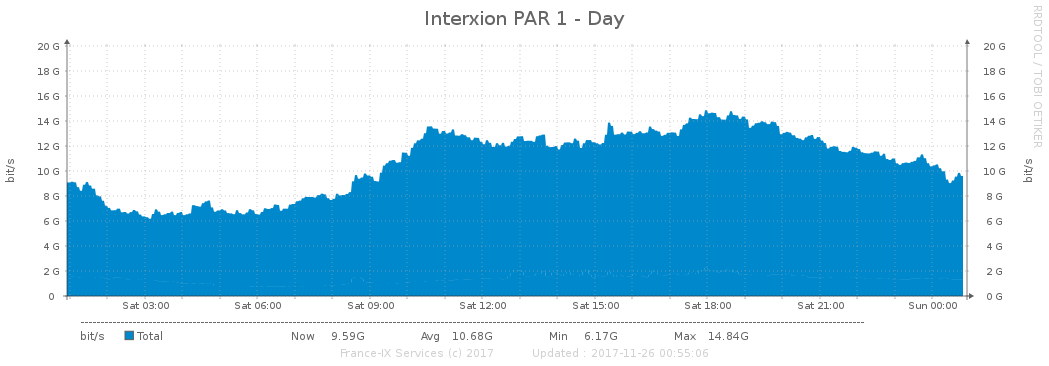 Interxion PAR 1 - Day
RRDTOOL / TOBI OETIKER
20 G 20 G
18 G 18 G
16 G 16 G
14 G 14 G
12 G 12 G
10 G 10 G
8 G 8 G
6 G 6 G
4 G 4 G
2 G 2 G
0 0 G
bit/s
bit/s
Sat 03:00 Sat 06:00 Sat 09:00 Sat 12:00 Sat 15:00 Sat 18:00 Sat 21:00 Sun 00:00
bit/s Total Now 9.59G Avg 10.68G Min 6.17G Max 14.84G
France-IX Services (c) 2017 Updated : 2017-11-26 00:55:06